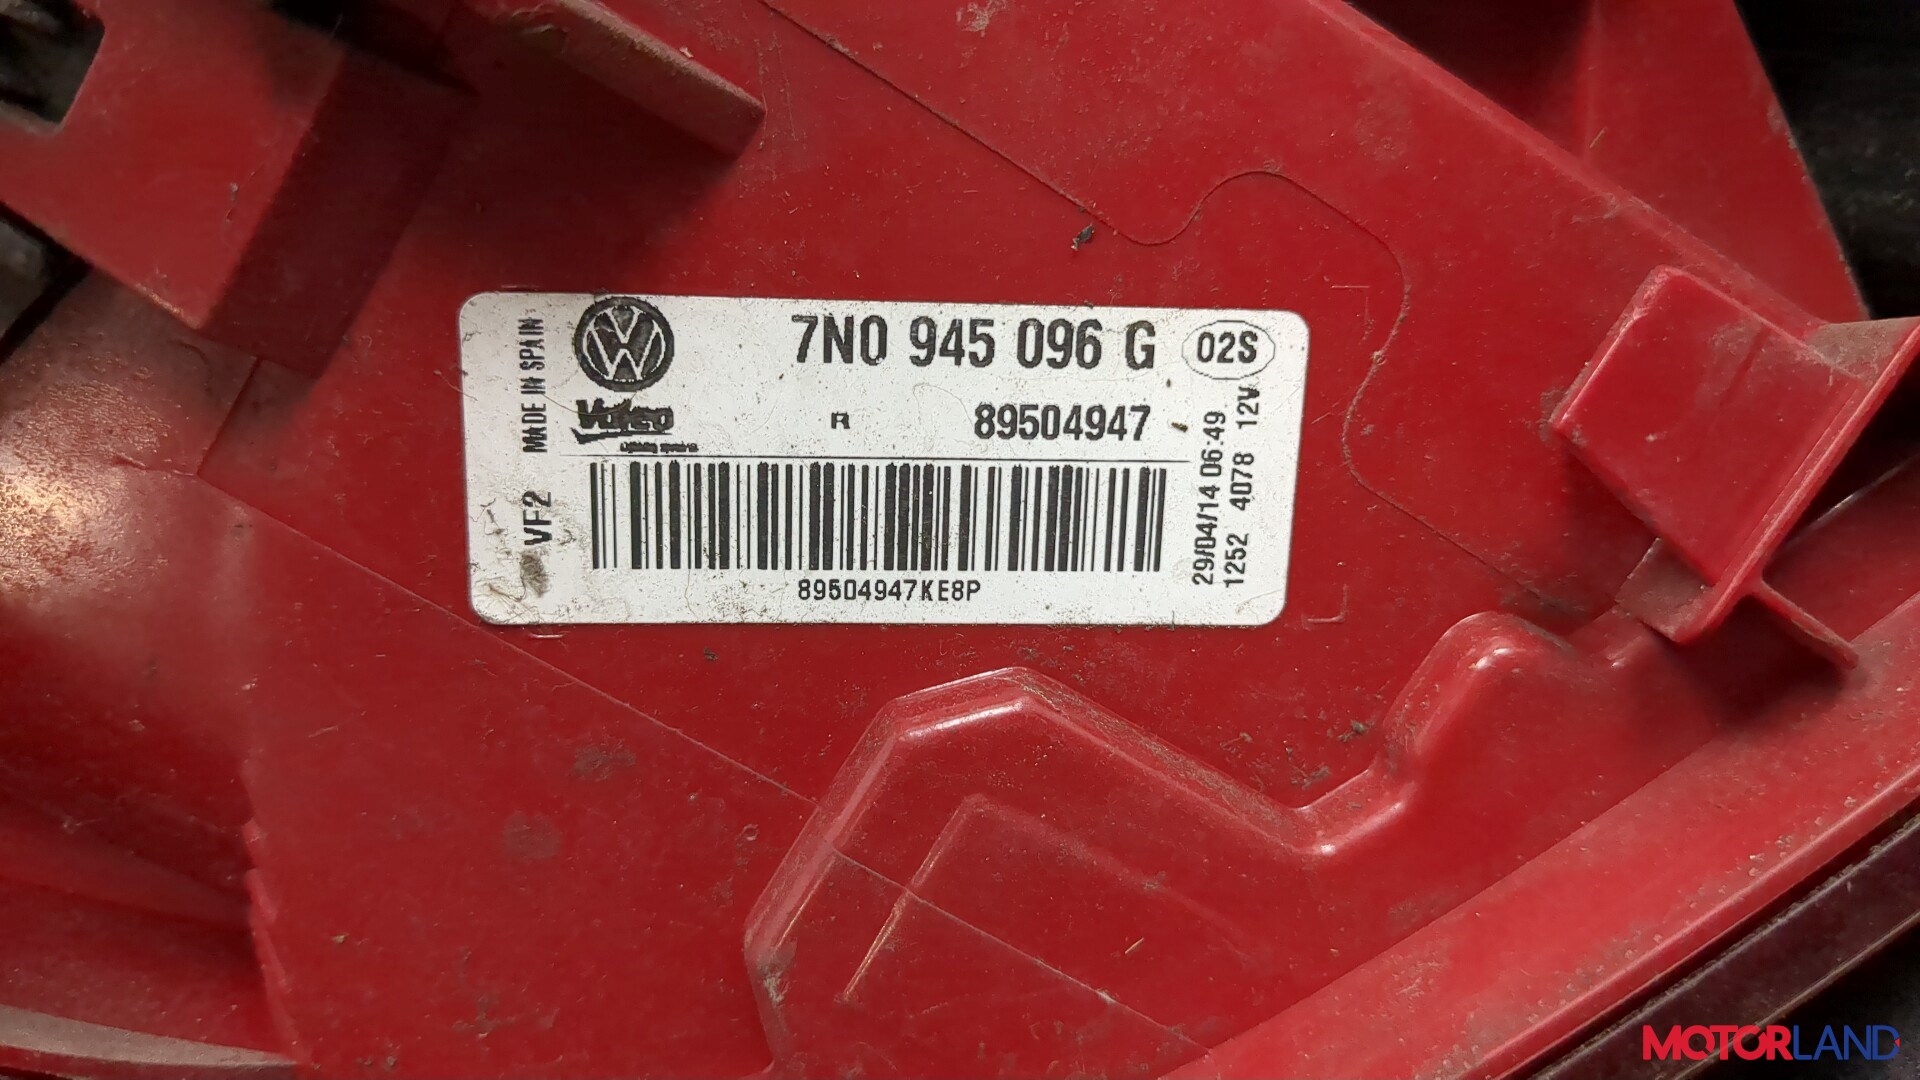 7N0 945 096 G 02S
MADE IN SPAIN
Valeo
R 89504947
VF2
89504947KE8P
29/04/14 06:49
1252 4078 12V
MOTORLAND